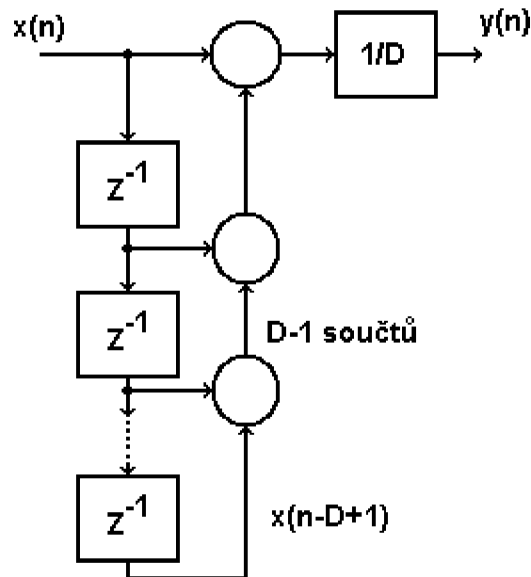 x(n)
1/D
y(n)
z⁻¹
z⁻¹
D-1 součtů
z⁻¹
x(n-D+1)